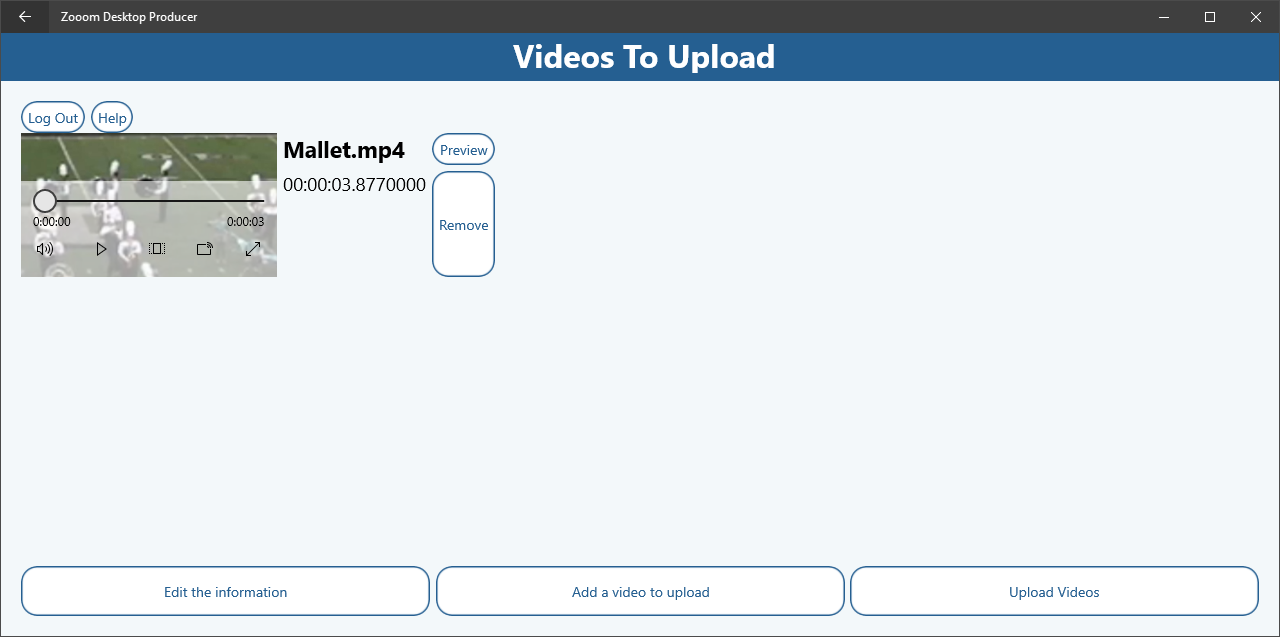 Zooom Desktop Producer
Videos To Upload
Log Out Help
Mallet.mp4 Preview
00:00:03.8770000
0:00:00 0:00:03
Remove
Edit the information Add a video to upload Upload Videos